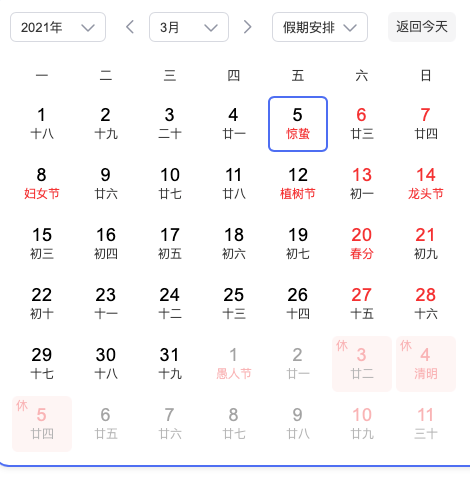 2021年 3月 假期安排 返回今天
一 二 三 四 五 六 日
1 2 3 4 5 6 7
十八 十九 二十 廿一 惊蛰 廿三 廿四
8 9 10 11 12 13 14
妇女节 廿六 廿七 廿八 植树节 初一 龙头节
15 16 17 18 19 20 21
初三 初四 初五 初六 初七 春分 初九
22 23 24 25 26 27 28
初十 十一 十二 十三 十四 十五 十六
29 30 31 1 2 休 3 休 4
十七 十八 十九 愚人节 廿一 廿二 清明
休 5 6 7 8 9 10 11
廿四 廿五 廿六 廿七 廿八 廿九 三十